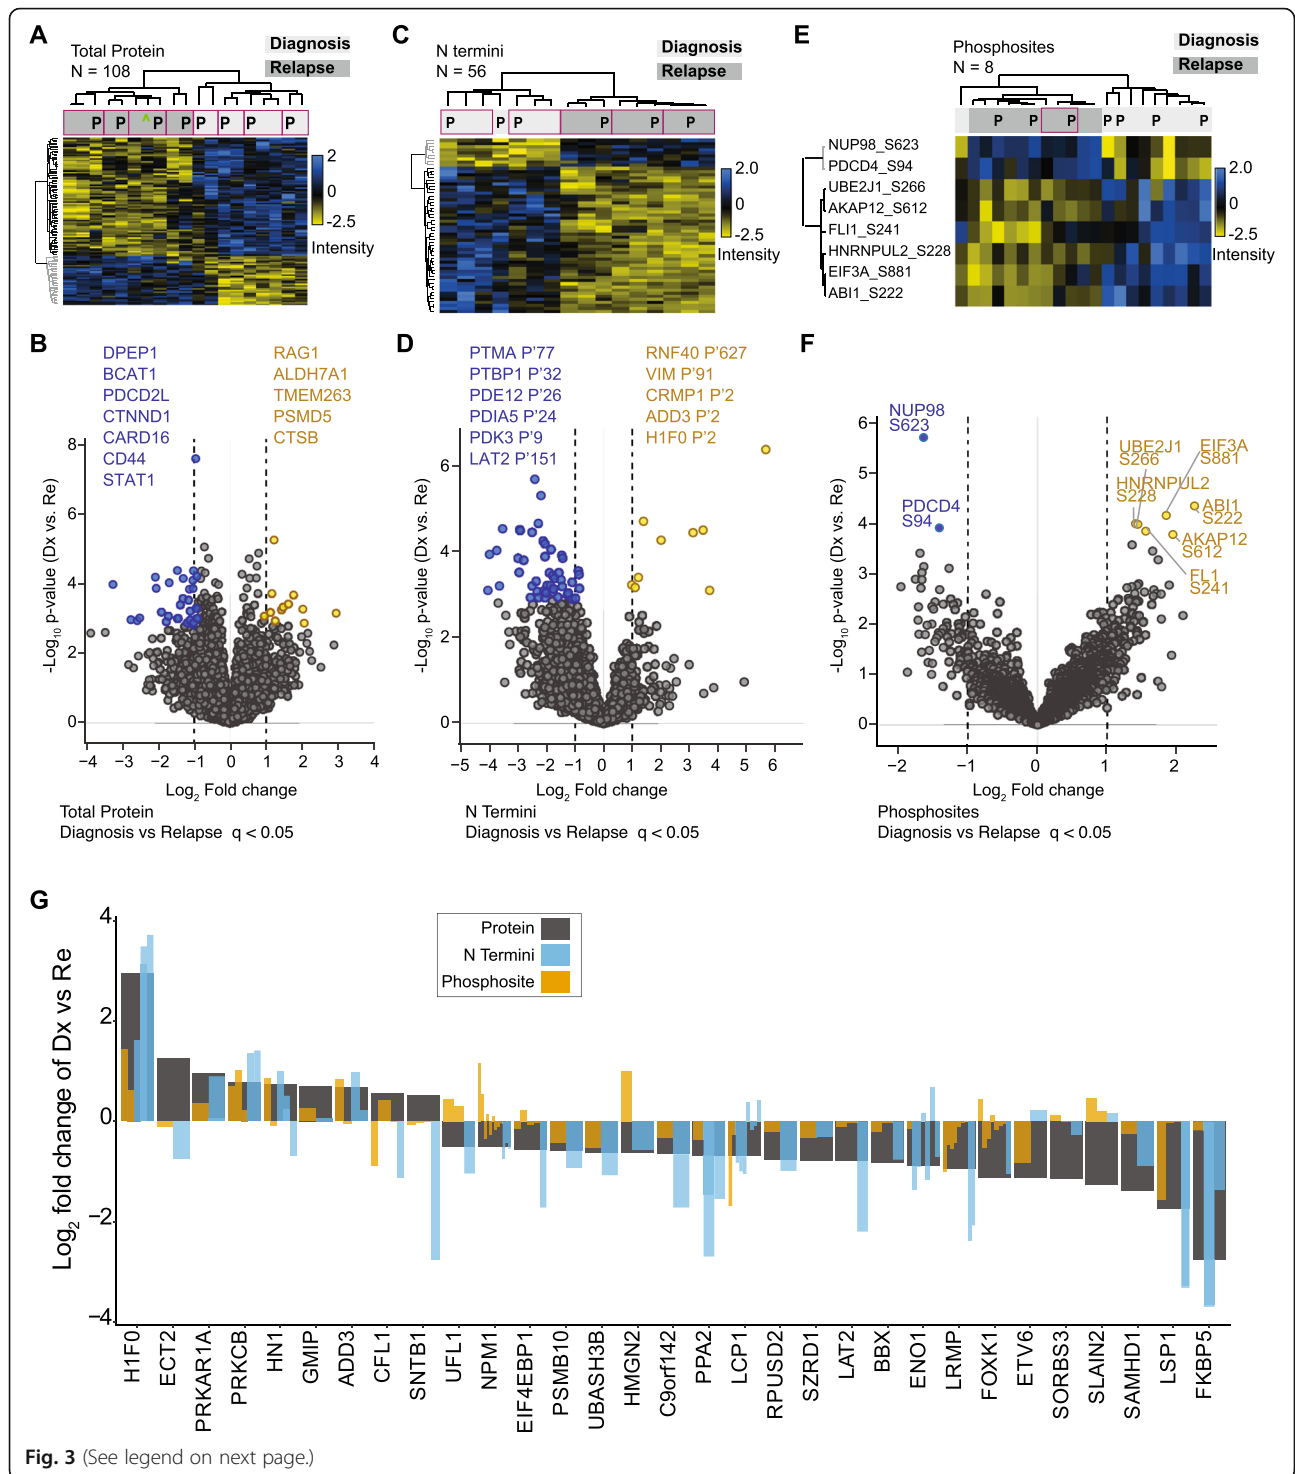 A
Total Protein
N = 108
Diagnosis
Relapse
P P ^ P P P P P P
2
0
-2.5
Intensity
C
N termini
N = 56
Diagnosis
Relapse
P P P P P P
2.0
0
-2.5
Intensity
E
Phosphosites
N = 8
Diagnosis
Relapse
P P P P P P P
NUP98_S623
PDCD4_S94
UBE2J1_S266
AKAP12_S612
FLI1_S241
HNRNPUL2_S228
EIF3A_S881
ABI1_S222
2.0
0
-2.5
Intensity
B
DPEP1
BCAT1
PDCD2L
CTNND1
CARD16
CD44
STAT1
RAG1
ALDH7A1
TMEM263
PSMD5
CTSB
-Log10 p-value (Dx vs. Re)
8
6
4
2
0
−4 −3 −2 −1 0 1 2 3 4
Log2 Fold change
Total Protein
Diagnosis vs Relapse q < 0.05
D
PTMA P'77
PTBP1 P'32
PDE12 P'26
PDIA5 P'24
PDK3 P'9
LAT2 P'151
RNF40 P'627
VIM P'91
CRMP1 P'2
ADD3 P'2
H1F0 P'2
-Log10 p-value (Dx vs. Re)
6
4
2
0
−5 −4 −3 −2 −1 0 1 2 3 4 5 6
Log2 Fold change
N Termini
Diagnosis vs Relapse q < 0.05
F
NUP98
S623
PDCD4
S94
UBE2J1
S266
EIF3A
S881
HNRNPUL2
S228
ABI1
S222
AKAP12
S612
FL1
S241
-Log10 p-value (Dx vs. Re)
6
5
4
3
2
1
0
−2 −1 0 1 2
Log2 Fold change
Phosphosites
Diagnosis vs Relapse q < 0.05
G
Log2 fold change of Dx vs Re
4
2
0
−2
−4
Protein
N Termini
Phosphosite
H1F0
ECT2
PRKAR1A
PRKCB
HN1
GMIP
ADD3
CFL1
SNTB1
UFL1
NPM1
EIF4EBP1
PSMB10
UBASH3B
HMGN2
C9orf142
PPA2
LCP1
RPUSD2
SZRD1
LAT2
BBX
ENO1
LRMP
FOXK1
ETV6
SORBS3
SLAIN2
SAMHD1
LSP1
FKBP5
Fig. 3 (See legend on next page.)